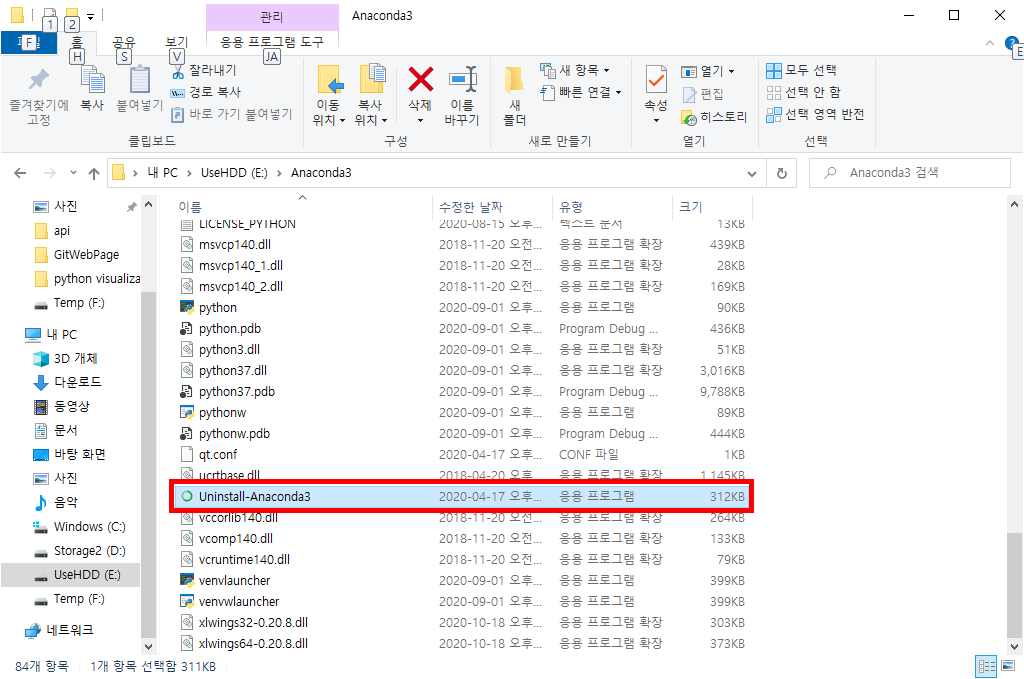 1 2 관리 Anaconda3
F 홈 공유 보기 응용 프로그램 도구
H S V JA E
즐겨찾기에 고정
복사
붙여넣기
잘라내기
경로 복사
바로 가기 붙여넣기
클립보드
이동 위치
복사 위치
삭제
이름 바꾸기
구성
새 폴더
새 항목
빠른 연결
새로 만들기
속성
열기
편집
히스토리
열기
모두 선택
선택 안 함
선택 영역 반전
선택
내 PC > UseHDD (E:) > Anaconda3
Anaconda3 검색
사진
api
GitWebPage
python visualiza
Temp (F:)
내 PC
3D 개체
다운로드
동영상
문서
바탕 화면
사진
음악
Windows (C:)
Storage2 (D:)
UseHDD (E:)
Temp (F:)
네트워크
이름 수정한 날짜 유형 크기
LICENSE_PYTHON 2020-08-15 오후... 텍스트 문서 13KB
msvcp140.dll 2018-11-20 오전... 응용 프로그램 확장 439KB
msvcp140_1.dll 2018-11-20 오전... 응용 프로그램 확장 28KB
msvcp140_2.dll 2018-11-20 오전... 응용 프로그램 확장 169KB
python 2020-09-01 오후... 응용 프로그램 90KB
python.pdb 2020-09-01 오후... Program Debug ... 436KB
python3.dll 2020-09-01 오후... 응용 프로그램 확장 51KB
python37.dll 2020-09-01 오후... 응용 프로그램 확장 3,016KB
python37.pdb 2020-09-01 오후... Program Debug ... 9,788KB
pythonw 2020-09-01 오후... 응용 프로그램 89KB
pythonw.pdb 2020-09-01 오후... Program Debug ... 444KB
qt.conf 2020-04-17 오후... CONF 파일 1KB
ucrtbase.dll 2018-04-20 오후... 응용 프로그램 확장 1,145KB
Uninstall-Anaconda3 2020-04-17 오후... 응용 프로그램 312KB
vccorlib140.dll 2018-11-20 오전... 응용 프로그램 확장 264KB
vcomp140.dll 2018-11-20 오전... 응용 프로그램 확장 133KB
vcruntime140.dll 2018-11-20 오전... 응용 프로그램 확장 79KB
venvlauncher 2020-09-01 오후... 응용 프로그램 399KB
venvwlauncher 2020-09-01 오후... 응용 프로그램 399KB
xlwings32-0.20.8.dll 2020-10-18 오후... 응용 프로그램 확장 303KB
xlwings64-0.20.8.dll 2020-10-18 오후... 응용 프로그램 확장 373KB
84개 항목 1개 항목 선택함 311KB